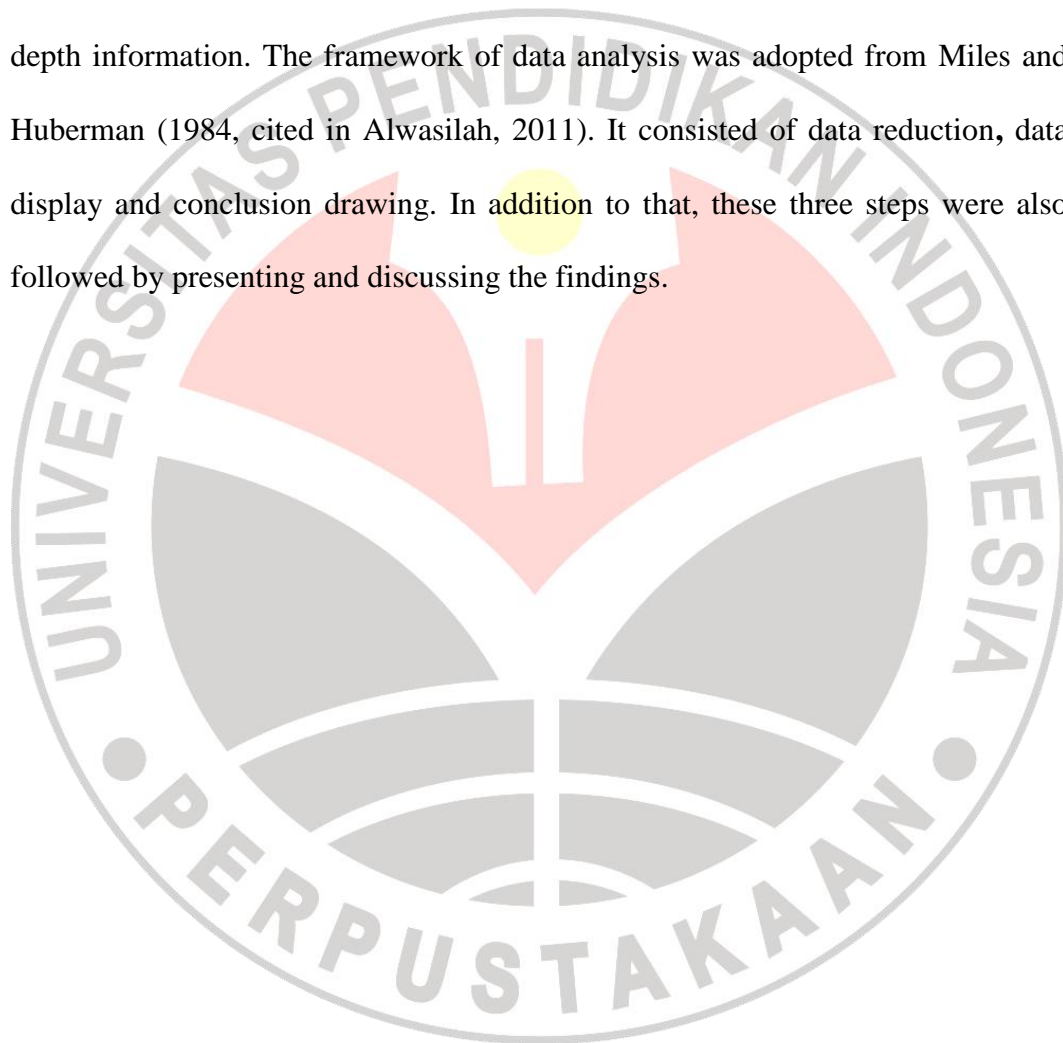 depth information. The framework of data analysis was adopted from Miles and
Huberman (1984, cited in Alwasilah, 2011). It consisted of data reduction, data
display and conclusion drawing. In addition to that, these three steps were also
followed by presenting and discussing the findings.
UNIVERSITAS PENDIDIKAN INDONESIA
PERPUSTAKAAN